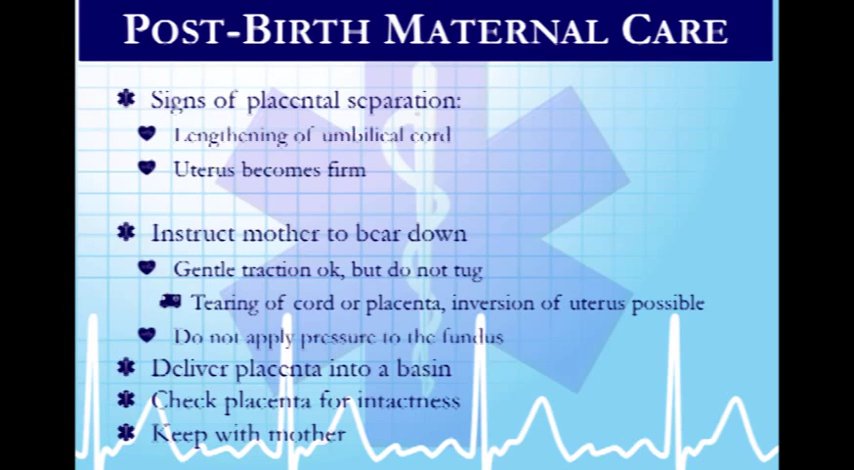 POST-BIRTH MATERNAL CARE
Signs of placental separation:
Lengthening of umbilical cord
Uterus becomes firm
Instruct mother to bear down
Gentle traction ok, but do not tug
Tearing of cord or placenta, inversion of uterus possible
Do not apply pressure to the fundus
Deliver placenta into a basin
Check placenta for intactness
Keep with mother